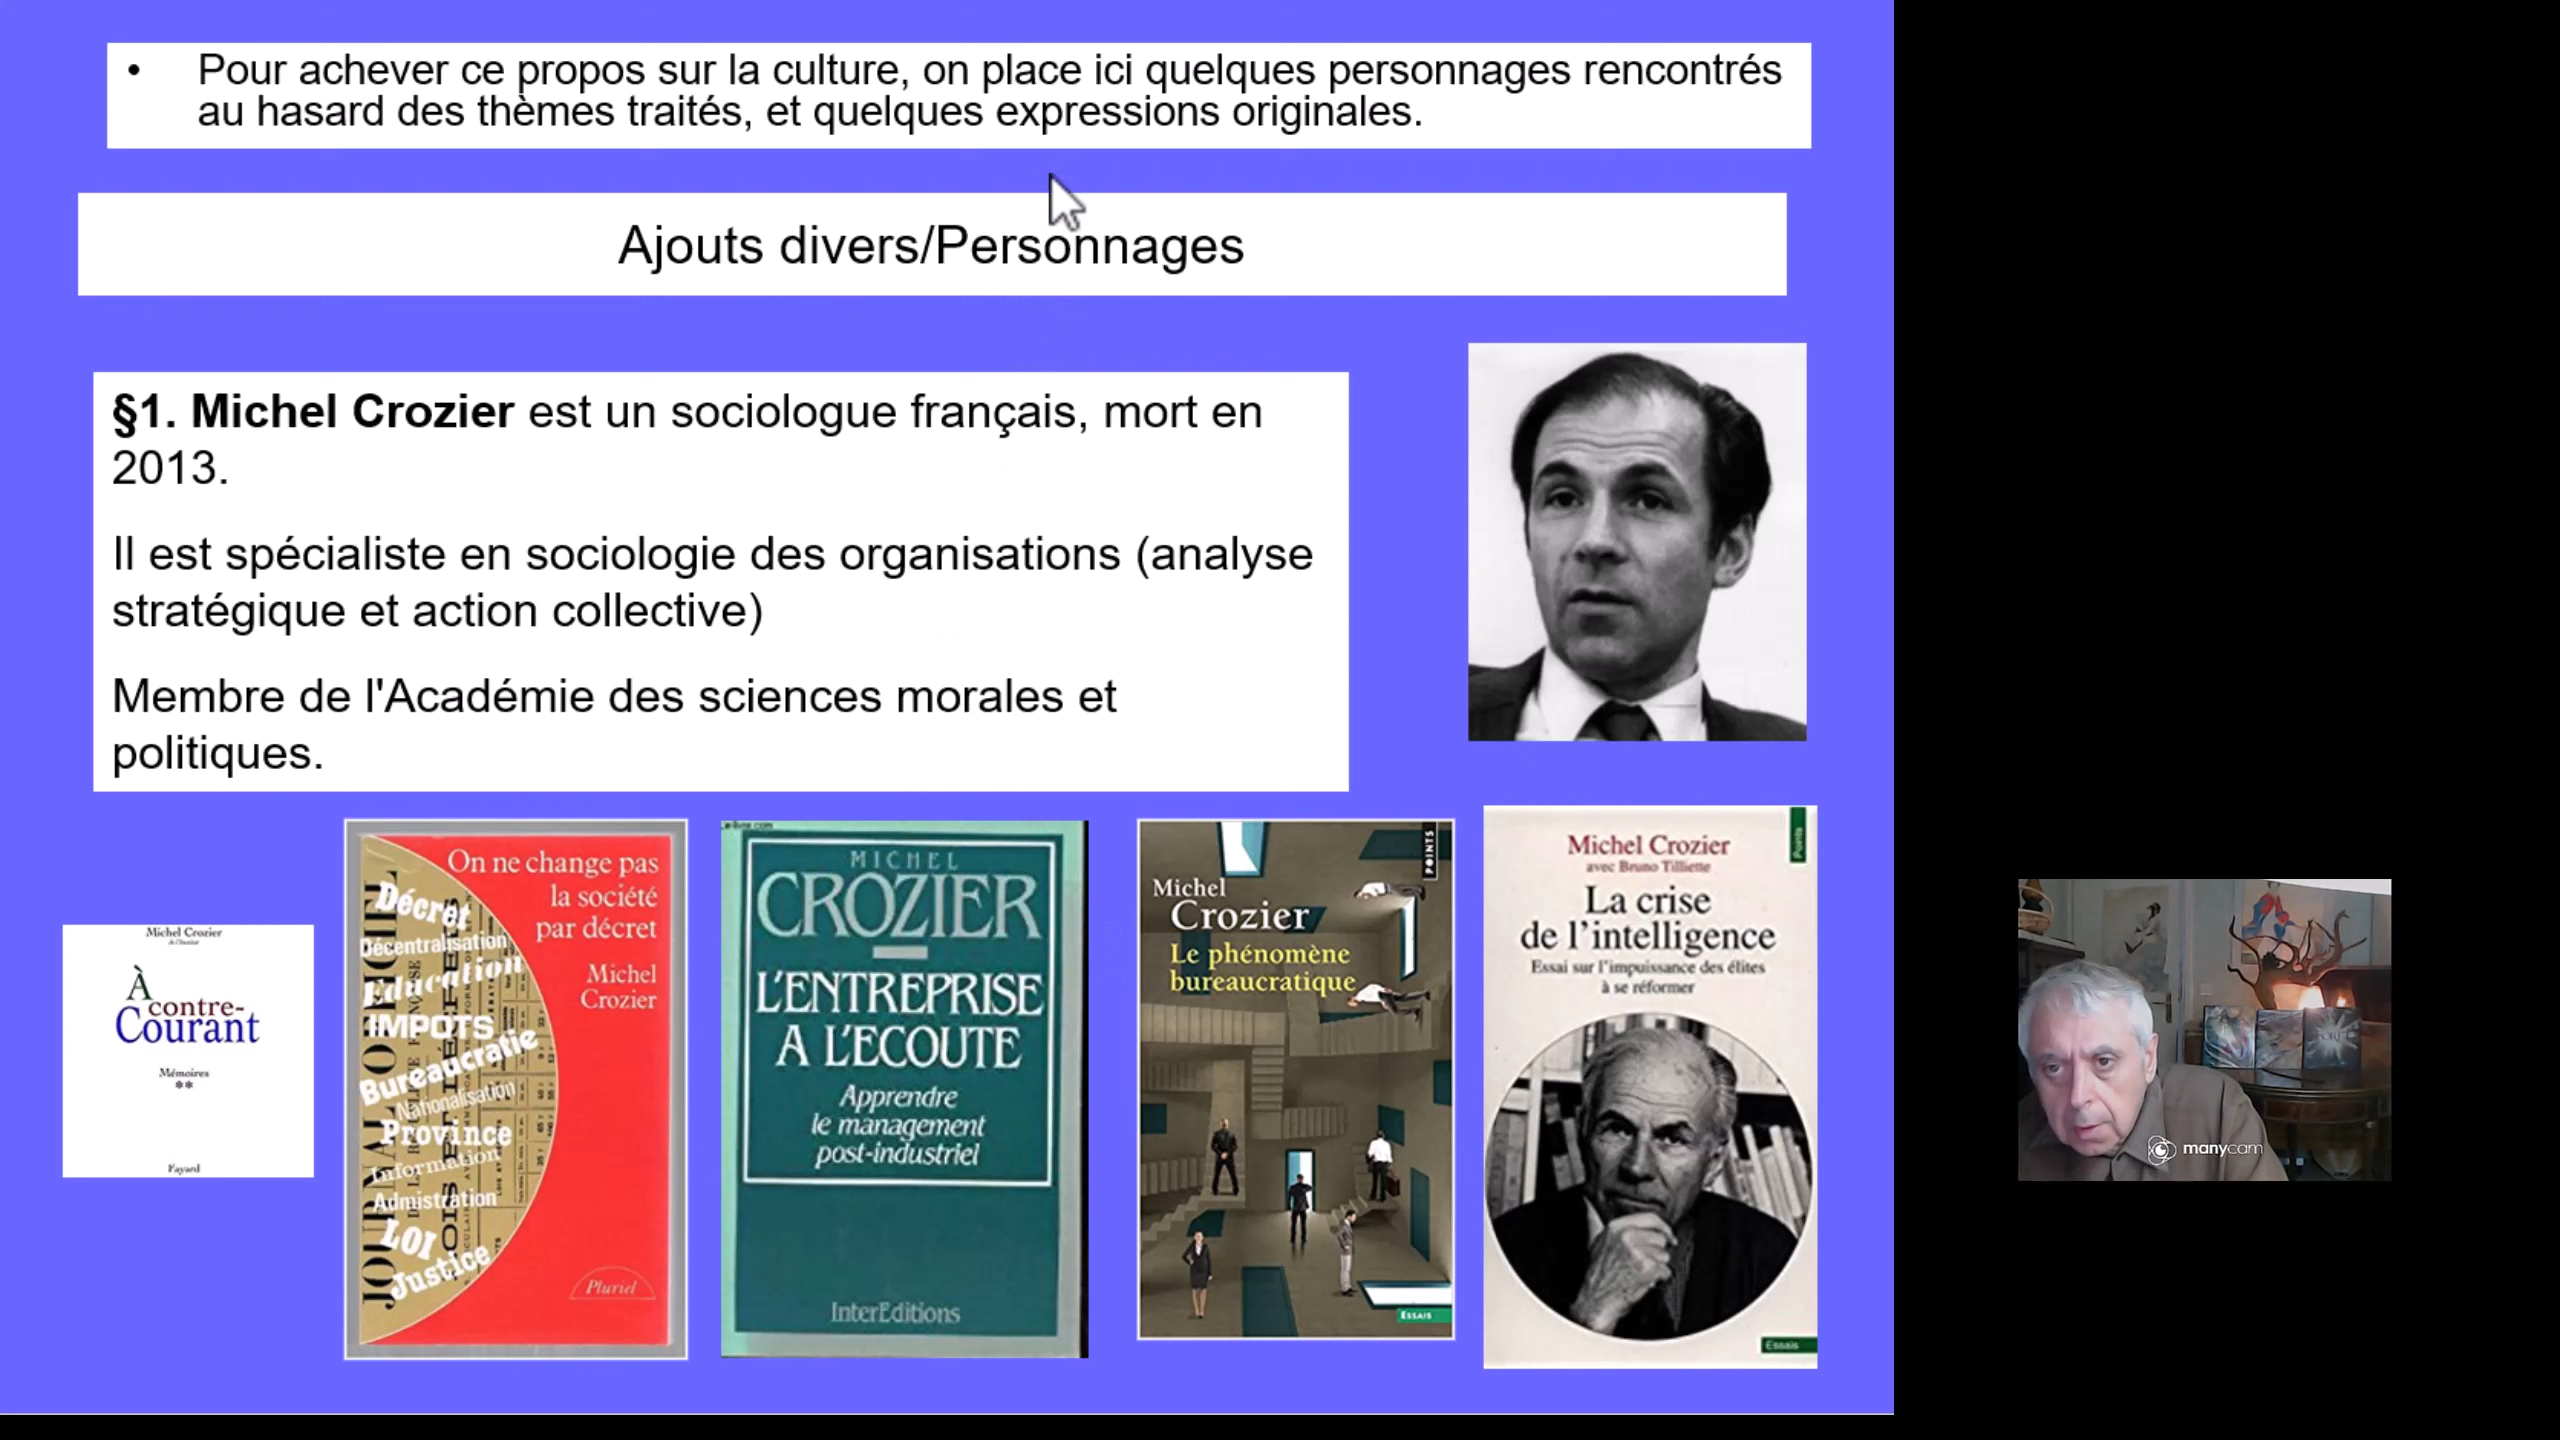 • Pour achever ce propos sur la culture, on place ici quelques personnages rencontrés
au hasard des thèmes traités, et quelques expressions originales.
Ajouts divers/Personnages
§1. Michel Crozier est un sociologue français, mort en
2013.
Il est spécialiste en sociologie des organisations (analyse
stratégique et action collective)
Membre de l'Académie des sciences morales et
politiques.
Michel Crozier
de l'Institut
À
contre-
Courant
Mémoires
**
Fayard
On ne change pas
la société
par décret
Michel
Crozier
Décret
Décentralisation
Education
IMPOTS
Bureaucratie
Nationalisation
Province
Information
Admistration
LOI
Justice
JOURNAL OFFICIEL
Pluriel
MICHEL
CROZIER
L'ENTREPRISE
A L'ECOUTE
Apprendre
le management
post-industriel
InterEditions
POINTS
Michel
Crozier
Le phénomène
bureaucratique
ESSAIS
Points
Michel Crozier
avec Bruno Tilliette
La crise
de l'intelligence
Essai sur l'impuissance des élites
à se réformer
Essais
manycam